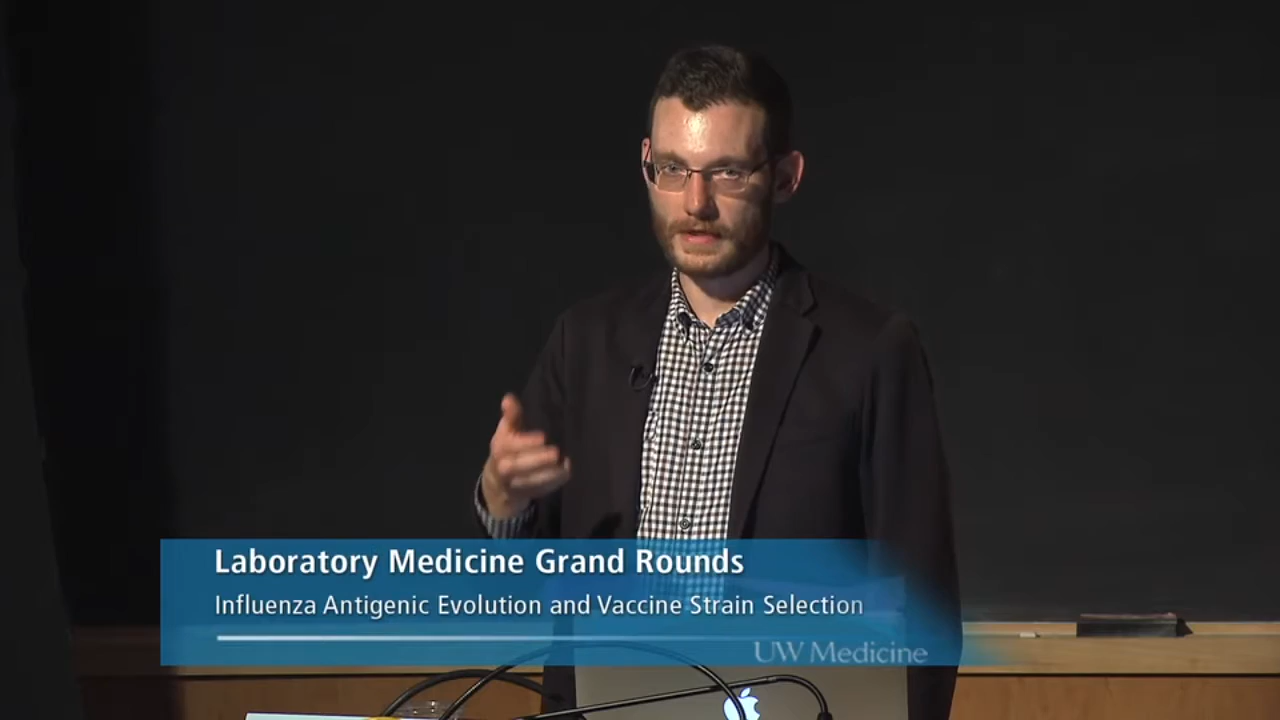 Laboratory Medicine Grand Rounds
Influenza Antigenic Evolution and Vaccine Strain Selection
UW Medicine